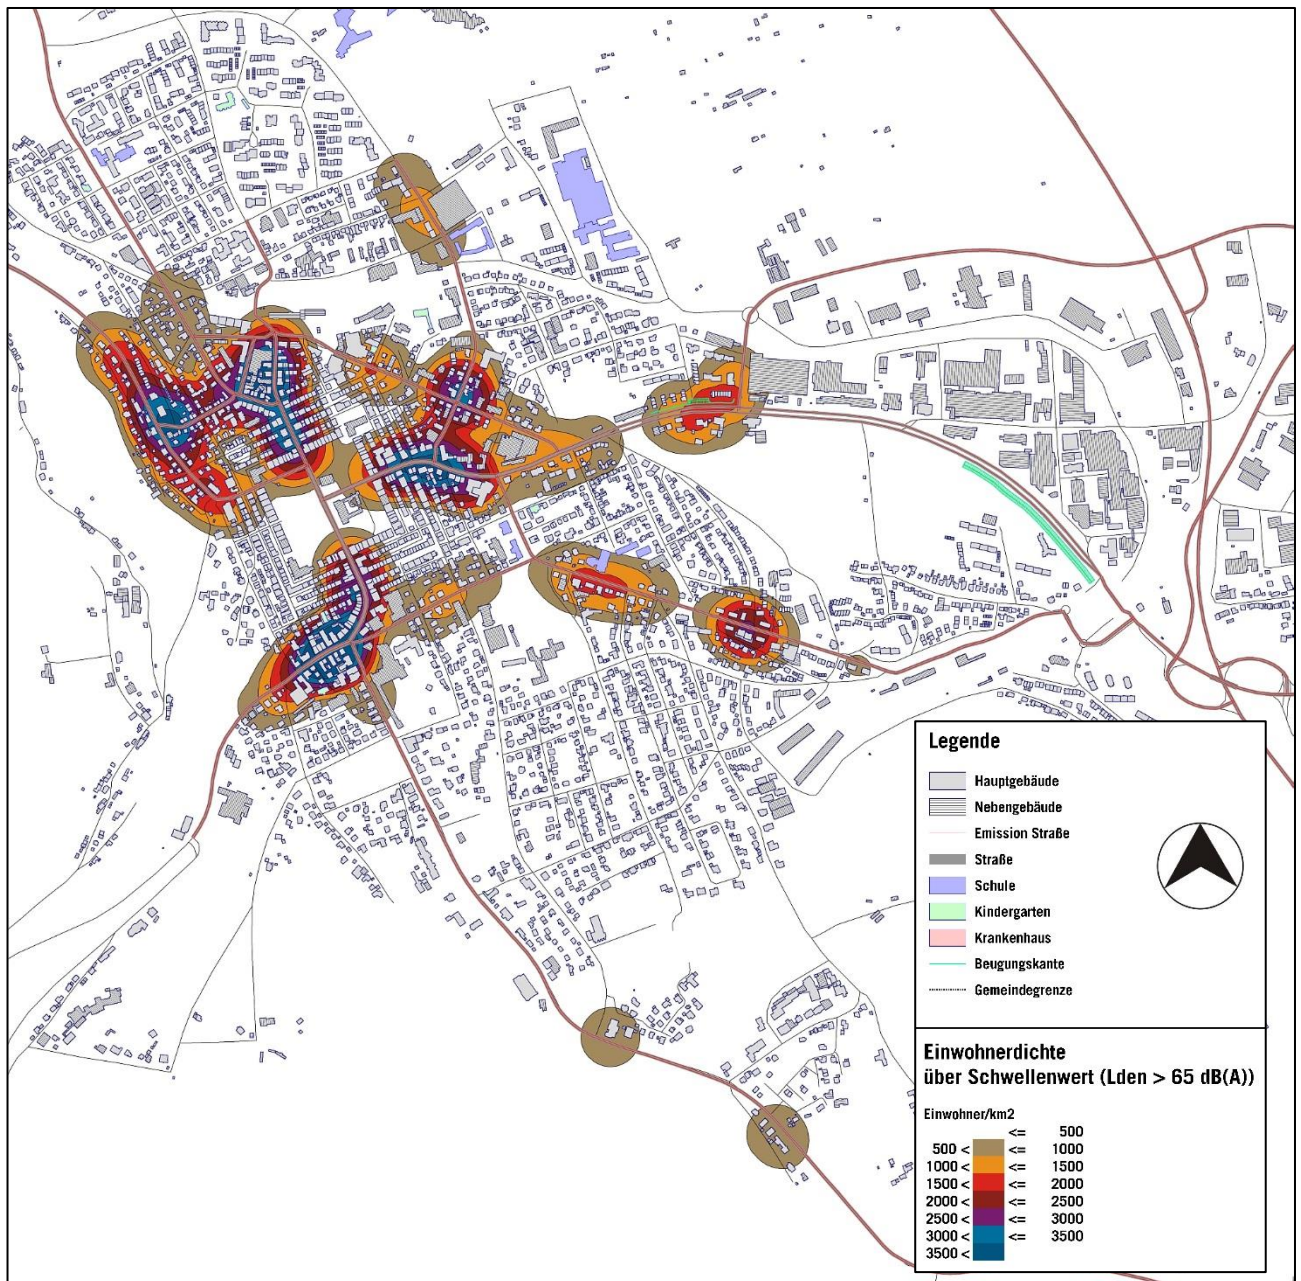 Legende
Hauptgebäude
Nebengebäude
Emission Straße
Straße
Schule
Kindergarten
Krankenhaus
Beugungskante
Gemeindegrenze
Einwohnerdichte
über Schwellenwert (Lden > 65 dB(A))
Einwohner/km2
<= 500
500 < <= 1000
1000 < <= 1500
1500 < <= 2000
2000 < <= 2500
2500 < <= 3000
3000 < <= 3500
3500 <